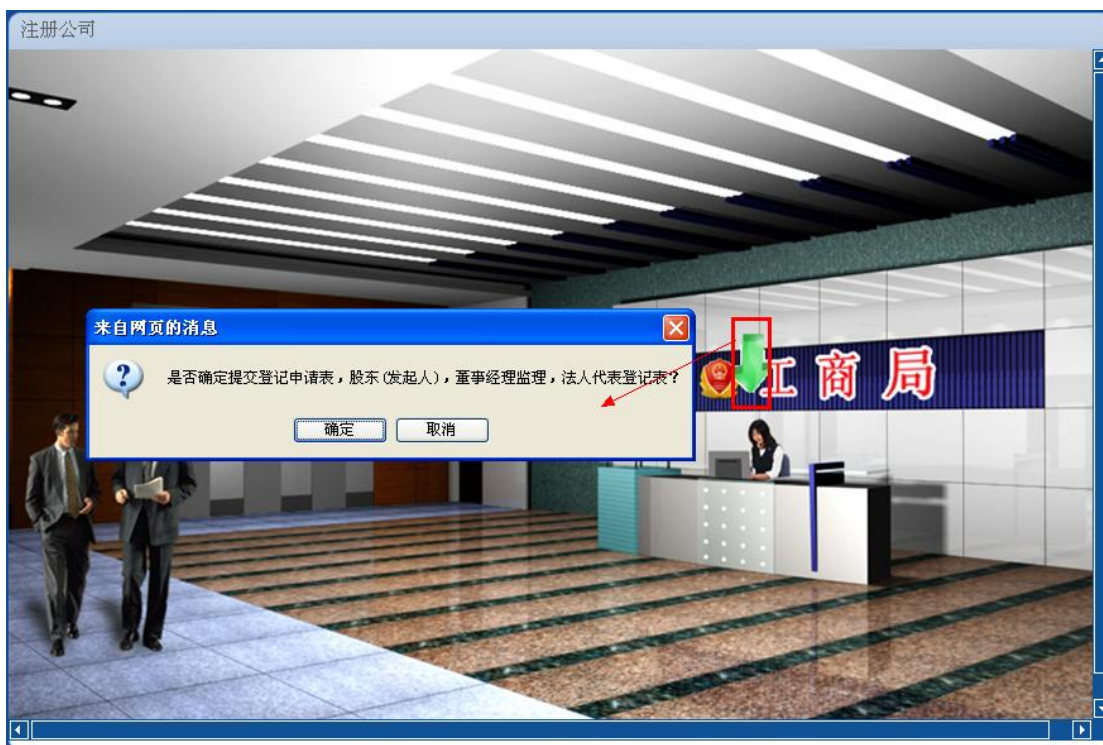 注册公司
来自网页的消息
是否确定提交登记申请表，股东(发起人)，董事经理监理，法人代表登记表?
确定
取消
工商局